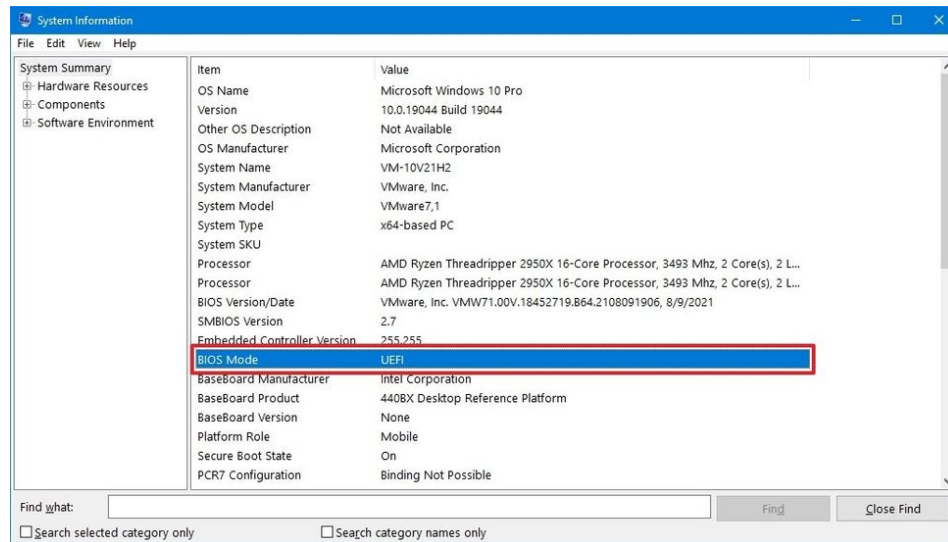 System Information
File Edit View Help
System Summary
Hardware Resources
Components
Software Environment
Item Value
OS Name Microsoft Windows 10 Pro
Version 10.0.19044 Build 19044
Other OS Description Not Available
OS Manufacturer Microsoft Corporation
System Name VM-10V21H2
System Manufacturer VMware, Inc.
System Model VMware7,1
System Type x64-based PC
System SKU
Processor AMD Ryzen Threadripper 2950X 16-Core Processor, 3493 Mhz, 2 Core(s), 2 L...
Processor AMD Ryzen Threadripper 2950X 16-Core Processor, 3493 Mhz, 2 Core(s), 2 L...
BIOS Version/Date VMware, Inc. VMW71.00V.18452719.B64.2108091906, 8/9/2021
SMBIOS Version 2.7
Embedded Controller Version 255.255
BIOS Mode UEFI
BaseBoard Manufacturer Intel Corporation
BaseBoard Product 440BX Desktop Reference Platform
BaseBoard Version None
Platform Role Mobile
Secure Boot State On
PCR7 Configuration Binding Not Possible
Find what: Find Close Find
Search selected category only Search category names only